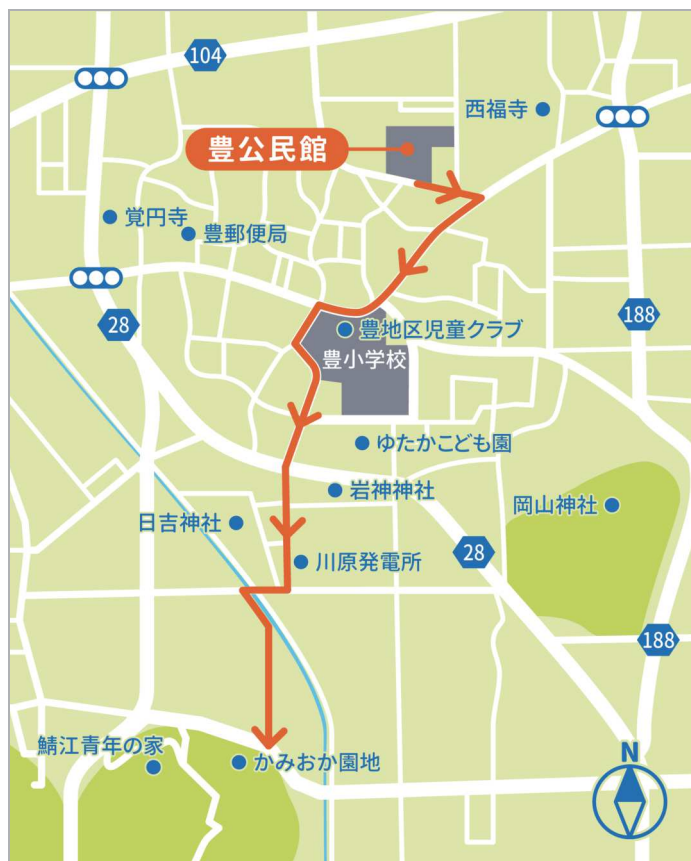 104
西福寺
豊公民館
覚円寺
豊郵便局
28
188
豊地区児童クラブ
豊小学校
ゆたかこども園
岩神神社
岡山神社
日吉神社
28
川原発電所
188
鯖江青年の家
かみおか園地
N